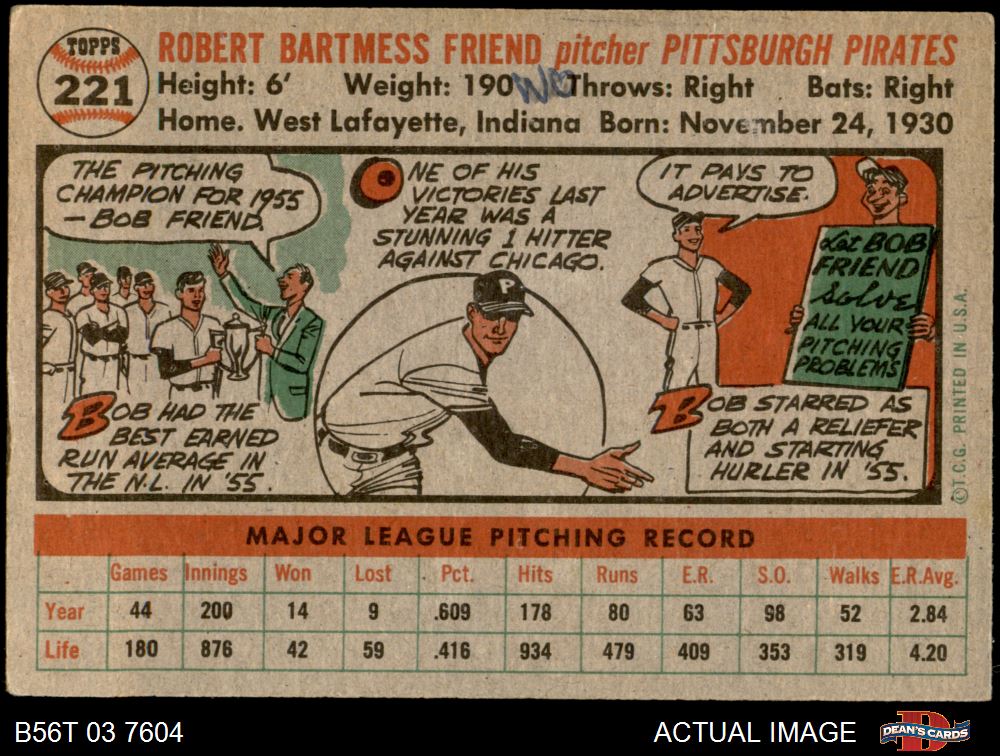 TOPPS
221
ROBERT BARTMESS FRIEND pitcher PITTSBURGH PIRATES
Height: 6' Weight: 190 Throws: Right Bats: Right
Home. West Lafayette, Indiana Born: November 24, 1930
THE PITCHING
CHAMPION FOR 1955
— BOB FRIEND.
BOB HAD THE
BEST EARNED
RUN AVERAGE IN
THE N.L. IN '55.
ONE OF HIS
VICTORIES LAST
YEAR WAS A
STUNNING 1 HITTER
AGAINST CHICAGO.
P
IT PAYS TO
ADVERTISE.
Let BOB
FRIEND
Solve
ALL YOUR
PITCHING
PROBLEMS
BOB STARRED AS
BOTH A RELIEFER
AND STARTING
HURLER IN '55.
©T.C.G. PRINTED IN U.S.A.
MAJOR LEAGUE PITCHING RECORD
Games Innings Won Lost Pct. Hits Runs E.R. S.O. Walks E.R.Avg.
Year 44 200 14 9 .609 178 80 63 98 52 2.84
Life 180 876 42 59 .416 934 479 409 353 319 4.20
B56T 03 7604
ACTUAL IMAGE
DEAN'S CARDS